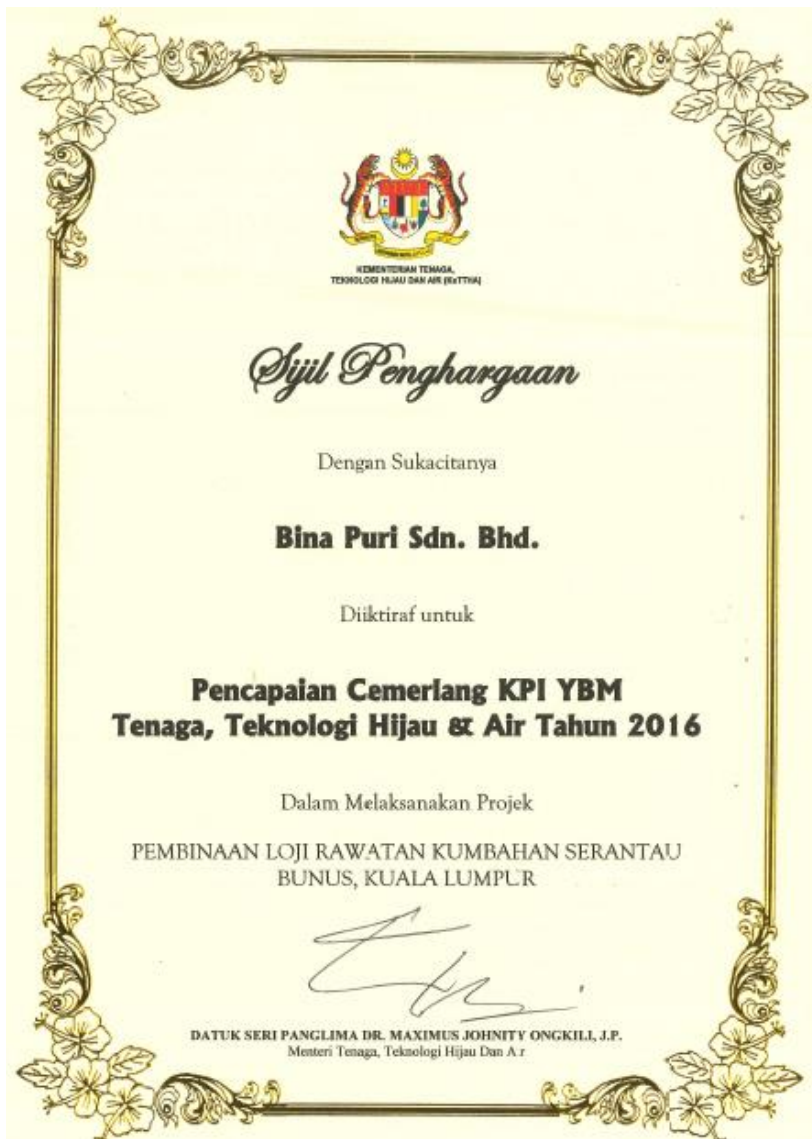 KEMENTERIAN TENAGA,
TEKNOLOGI HIJAU DAN AIR (KeTTHA)
Sijil Penghargaan
Dengan Sukacitanya
Bina Puri Sdn. Bhd.
Diiktiraf untuk
Pencapaian Cemerlang KPI YBM
Tenaga, Teknologi Hijau & Air Tahun 2016
Dalam Melaksanakan Projek
PEMBINAAN LOJI RAWATAN KUMBAHAN SERANTAU
BUNUS, KUALA LUMPUR
DATUK SERI PANGLIMA DR. MAXIMUS JOHNITY ONGKILI, J.P.
Menteri Tenaga, Teknologi Hijau Dan A r